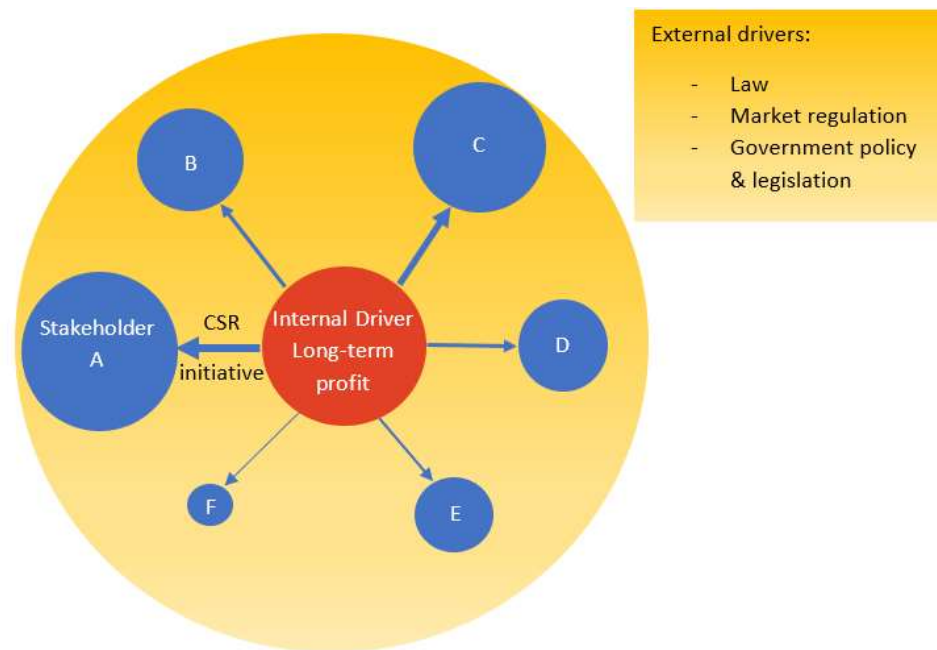 External drivers:
- Law
- Market regulation
- Government policy
& legislation
B
C
Stakeholder
A
CSR
initiative
Internal Driver
Long-term
profit
D
F
E